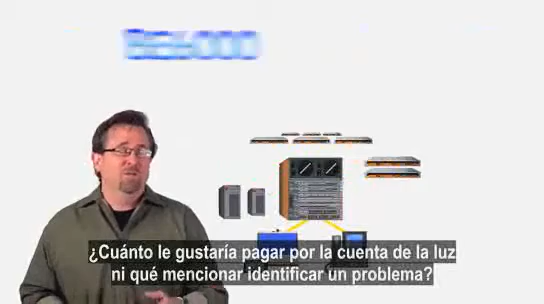 ¿Cuánto le gustaría pagar por la cuenta de la luz
ni qué mencionar identificar un problema?